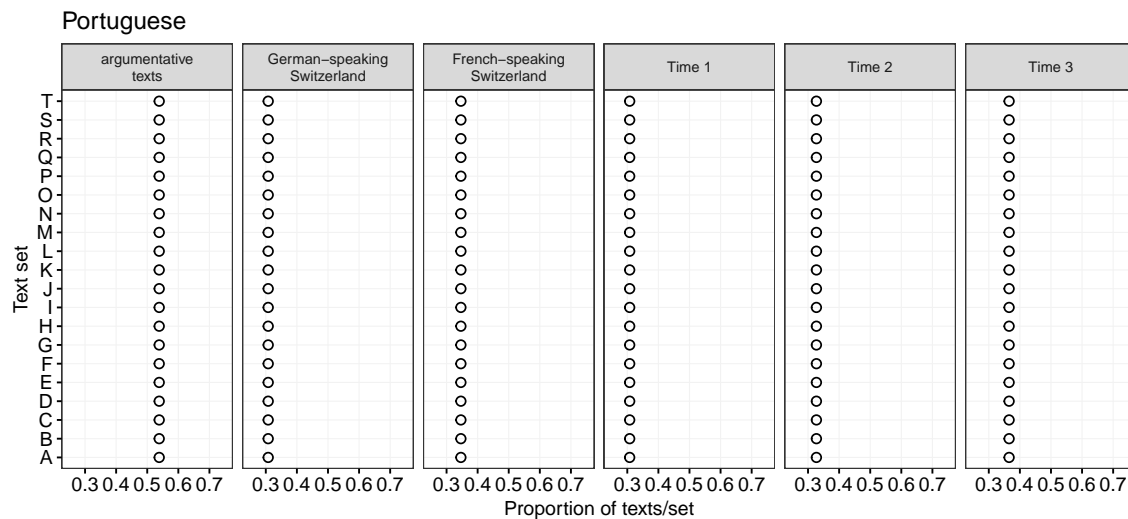 Portuguese
argumentative
texts
German−speaking
Switzerland
French−speaking
Switzerland
Time 1
Time 2
Time 3
Text set
T
S
R
Q
P
O
N
M
L
K
J
I
H
G
F
E
D
C
B
A
0.3 0.4 0.5 0.6 0.7 0.3 0.4 0.5 0.6 0.7 0.3 0.4 0.5 0.6 0.7 0.3 0.4 0.5 0.6 0.7 0.3 0.4 0.5 0.6 0.7 0.3 0.4 0.5 0.6 0.7
Proportion of texts/set